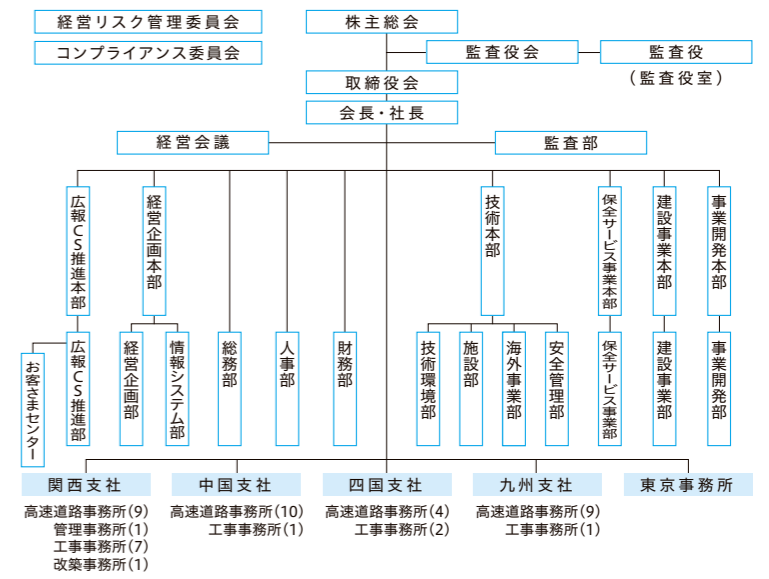 経営リスク管理委員会
コンプライアンス委員会
株主総会
監査役会
監査役
(監査役室)
取締役会
会長・社長
経営会議
監査部
広報CS推進本部
経営企画本部
技術本部
保全サービス事業本部
建設事業本部
事業開発本部
お客さまセンター
広報CS推進部
経営企画部
情報システム部
総務部
人事部
財務部
技術環境部
施設部
海外事業部
安全管理部
保全サービス事業部
建設事業部
事業開発部
関西支社
高速道路事務所(9)
管理事務所(1)
工事事務所(7)
改築事務所(1)
中国支社
高速道路事務所(10)
工事事務所(1)
四国支社
高速道路事務所(4)
工事事務所(2)
九州支社
高速道路事務所(9)
工事事務所(1)
東京事務所